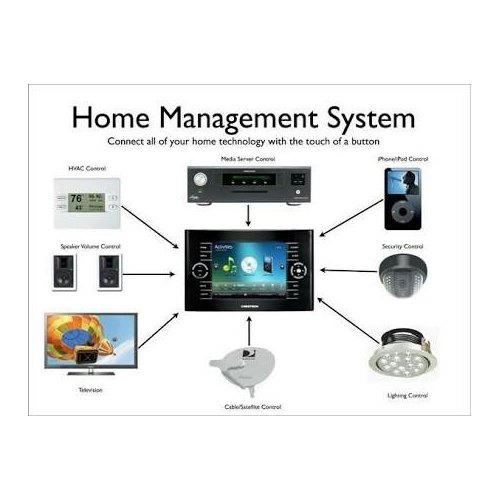 Home Management System
Connect all of your home technology with the touch of a button
HVAC Control
Media Server Control
iPhone/iPod Control
76
Speaker Volume Control
Activities
Security Control
CRESTRON
Television
Cable/Satellite Control
Lighting Control